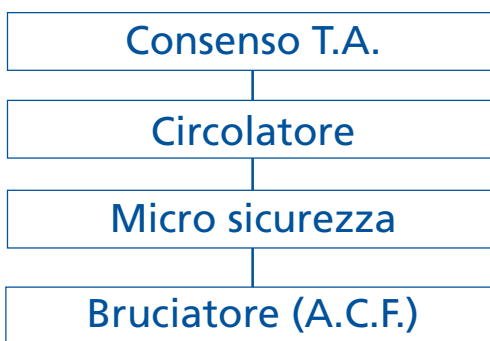 Consenso T.A.
Circolatore
Micro sicurezza
Bruciatore (A.C.F.)